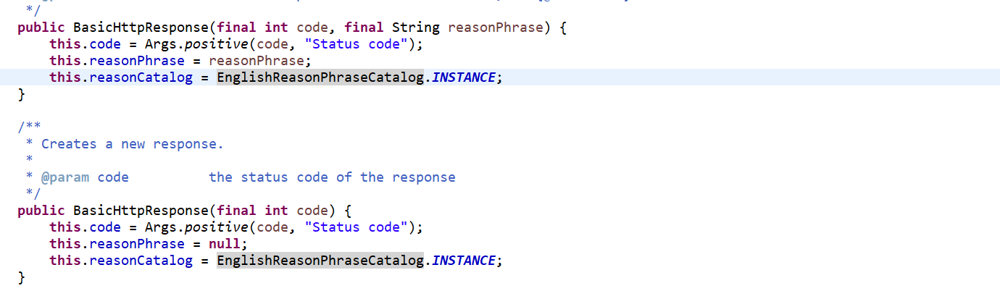 */
public BasicHttpResponse(final int code, final String reasonPhrase) {
this.code = Args.positive(code, "Status code");
this.reasonPhrase = reasonPhrase;
this.reasonCatalog = EnglishReasonPhraseCatalog.INSTANCE;
}
/**
* Creates a new response.
*
* @param code          the status code of the response
*/
public BasicHttpResponse(final int code) {
this.code = Args.positive(code, "Status code");
this.reasonPhrase = null;
this.reasonCatalog = EnglishReasonPhraseCatalog.INSTANCE;
}